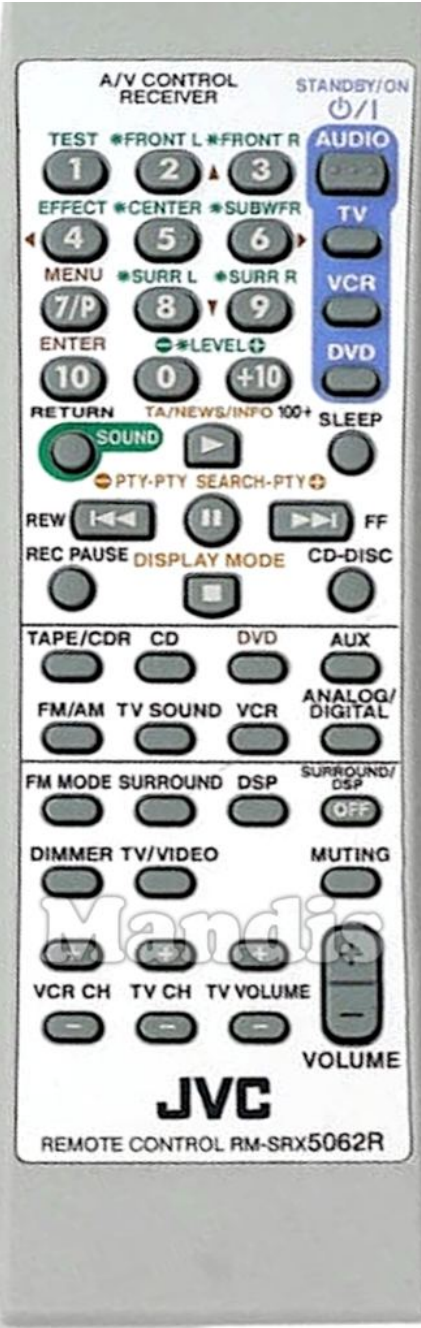 A/V CONTROL
RECEIVER
STANDBY/ON
⏻/I
TEST ✳FRONT L ✳FRONT R AUDIO
1 2 3
EFFECT ✳CENTER ✳SUBWFR TV
4 5 6
MENU ✳SURR L ✳SURR R VCR
7/P 8 9
ENTER ⊖✳LEVEL⊕ DVD
10 0 +10
RETURN TA/NEWS/INFO 100+ SLEEP
SOUND
⊖PTY-PTY SEARCH-PTY⊕
REW FF
REC PAUSE DISPLAY MODE CD-DISC
TAPE/CDR CD DVD AUX
FM/AM TV SOUND VCR ANALOG/
DIGITAL
FM MODE SURROUND DSP SURROUND/
DSP
OFF
DIMMER TV/VIDEO MUTING
Mandis
+ + + +
VCR CH TV CH TV VOLUME
− − − −
VOLUME
JVC
REMOTE CONTROL RM-SRX5062R